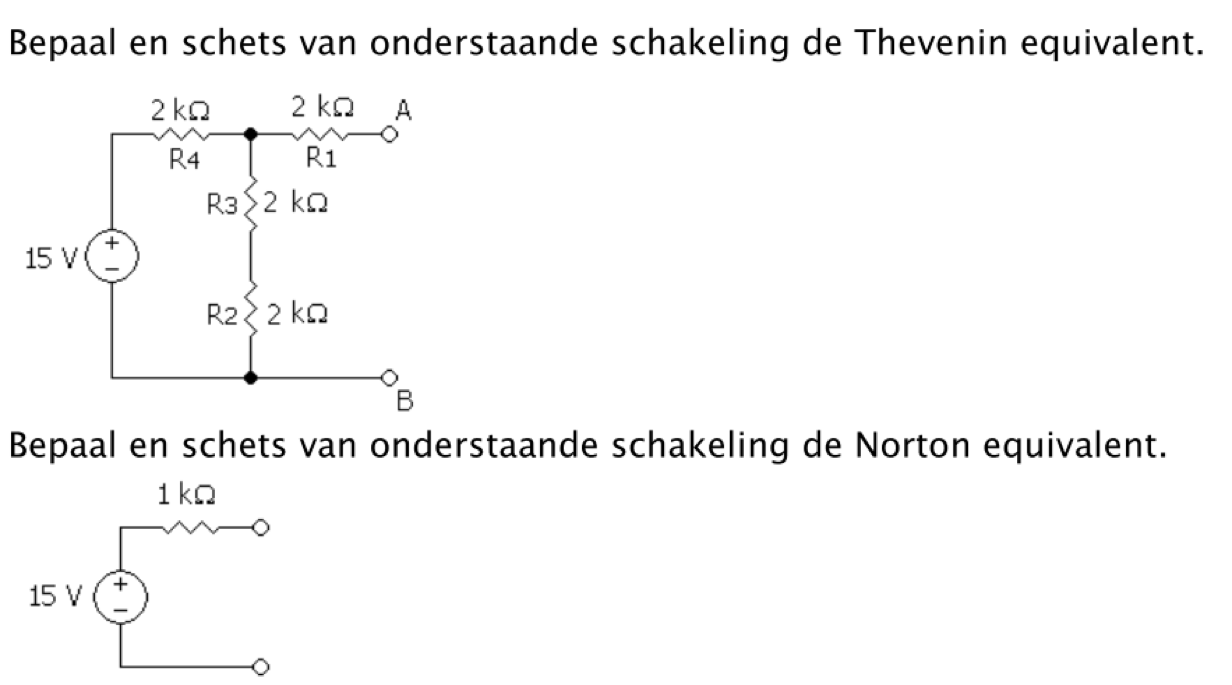 Bepaal en schets van onderstaande schakeling de Thevenin equivalent.
2 kΩ 2 kΩ A
R4 R1
R3 2 kΩ
15 V + −
R2 2 kΩ
B
Bepaal en schets van onderstaande schakeling de Norton equivalent.
1 kΩ
15 V + −